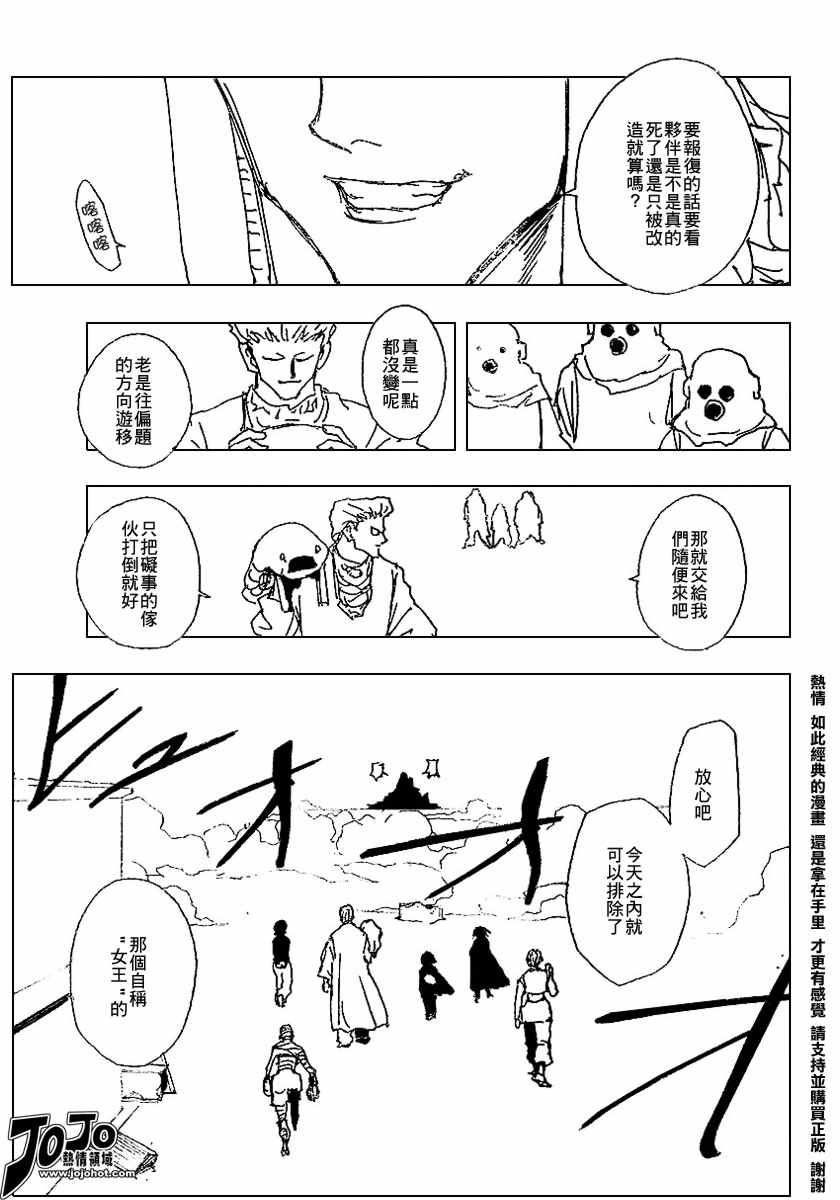 要報復的話要看
夥伴是不是真的
死了還是只被改
造就算嗎？
喀喀喀
真是一點
都沒變呢
老是往偏題
的方向遊移
那就交給我
們隨便來吧
只把礙事的傢
伙打倒就好
放心吧
今天之內就
可以排除了
那個自稱
"女王"的
ビュオオオ
熱情 如此經典的漫畫 還是拿在手里 才更有感覺 請支持並購買正版 謝謝
JOJO
熱情領域
www.jojohot.com